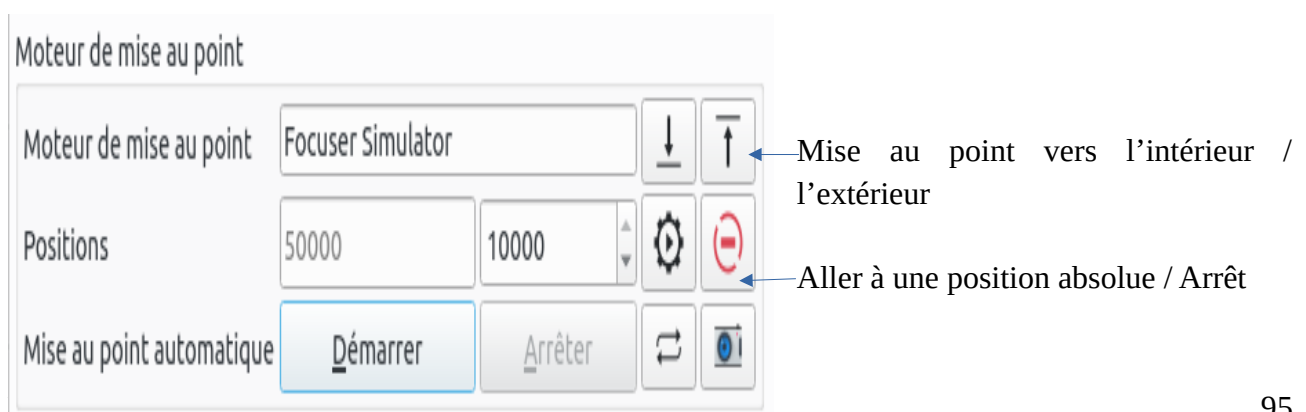 Moteur de mise au point
Moteur de mise au point Focuser Simulator
Mise au point vers l’intérieur /
l’extérieur
Positions 50000 10000
Aller à une position absolue / Arrêt
Mise au point automatique Démarrer Arrêter
95